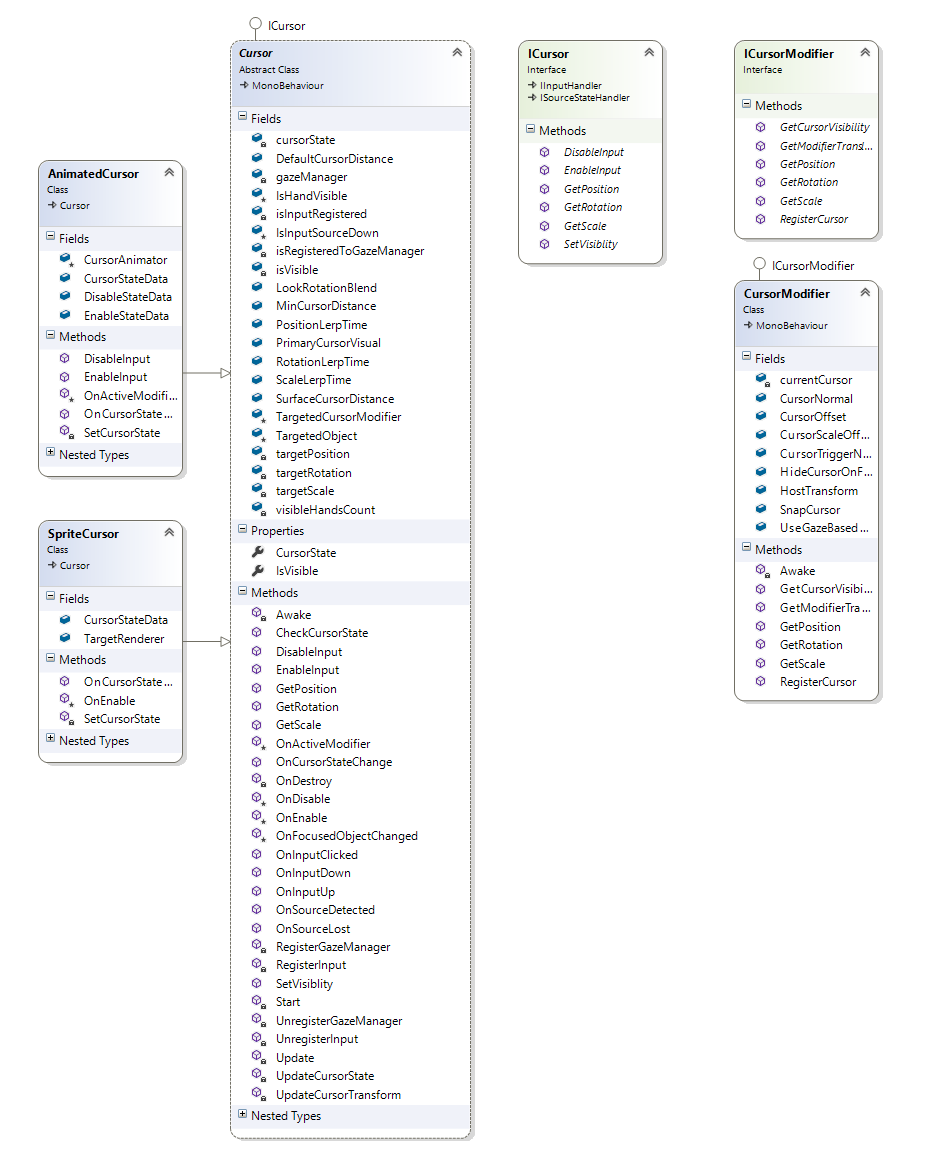 ICursor
Cursor
Abstract Class
MonoBehaviour
Fields
cursorState
DefaultCursorDistance
gazeManager
IsHandVisible
isInputRegistered
IsInputSourceDown
isRegisteredToGazeManager
isVisible
LookRotationBlend
MinCursorDistance
PositionLerpTime
PrimaryCursorVisual
RotationLerpTime
ScaleLerpTime
SurfaceCursorDistance
TargetedCursorModifier
TargetedObject
targetPosition
targetRotation
targetScale
visibleHandsCount
Properties
CursorState
IsVisible
Methods
Awake
CheckCursorState
DisableInput
EnableInput
GetPosition
GetRotation
GetScale
OnActiveModifier
OnCursorStateChange
OnDestroy
OnDisable
OnEnable
OnFocusedObjectChanged
OnInputClicked
OnInputDown
OnInputUp
OnSourceDetected
OnSourceLost
RegisterGazeManager
RegisterInput
SetVisiblity
Start
UnregisterGazeManager
UnregisterInput
Update
UpdateCursorState
UpdateCursorTransform
Nested Types
AnimatedCursor
Class
Cursor
Fields
CursorAnimator
CursorStateData
DisableStateData
EnableStateData
Methods
DisableInput
EnableInput
OnActiveModifi...
OnCursorState...
SetCursorState
Nested Types
SpriteCursor
Class
Cursor
Fields
CursorStateData
TargetRenderer
Methods
OnCursorState...
OnEnable
SetCursorState
Nested Types
ICursor
Interface
IInputHandler
ISourceStateHandler
Methods
DisableInput
EnableInput
GetPosition
GetRotation
GetScale
SetVisiblity
ICursorModifier
Interface
Methods
GetCursorVisibility
GetModifierTransl...
GetPosition
GetRotation
GetScale
RegisterCursor
ICursorModifier
CursorModifier
Class
MonoBehaviour
Fields
currentCursor
CursorNormal
CursorOffset
CursorScaleOff...
CursorTriggerN...
HideCursorOnF...
HostTransform
SnapCursor
UseGazeBased...
Methods
Awake
GetCursorVisibi...
GetModifierTra...
GetPosition
GetRotation
GetScale
RegisterCursor